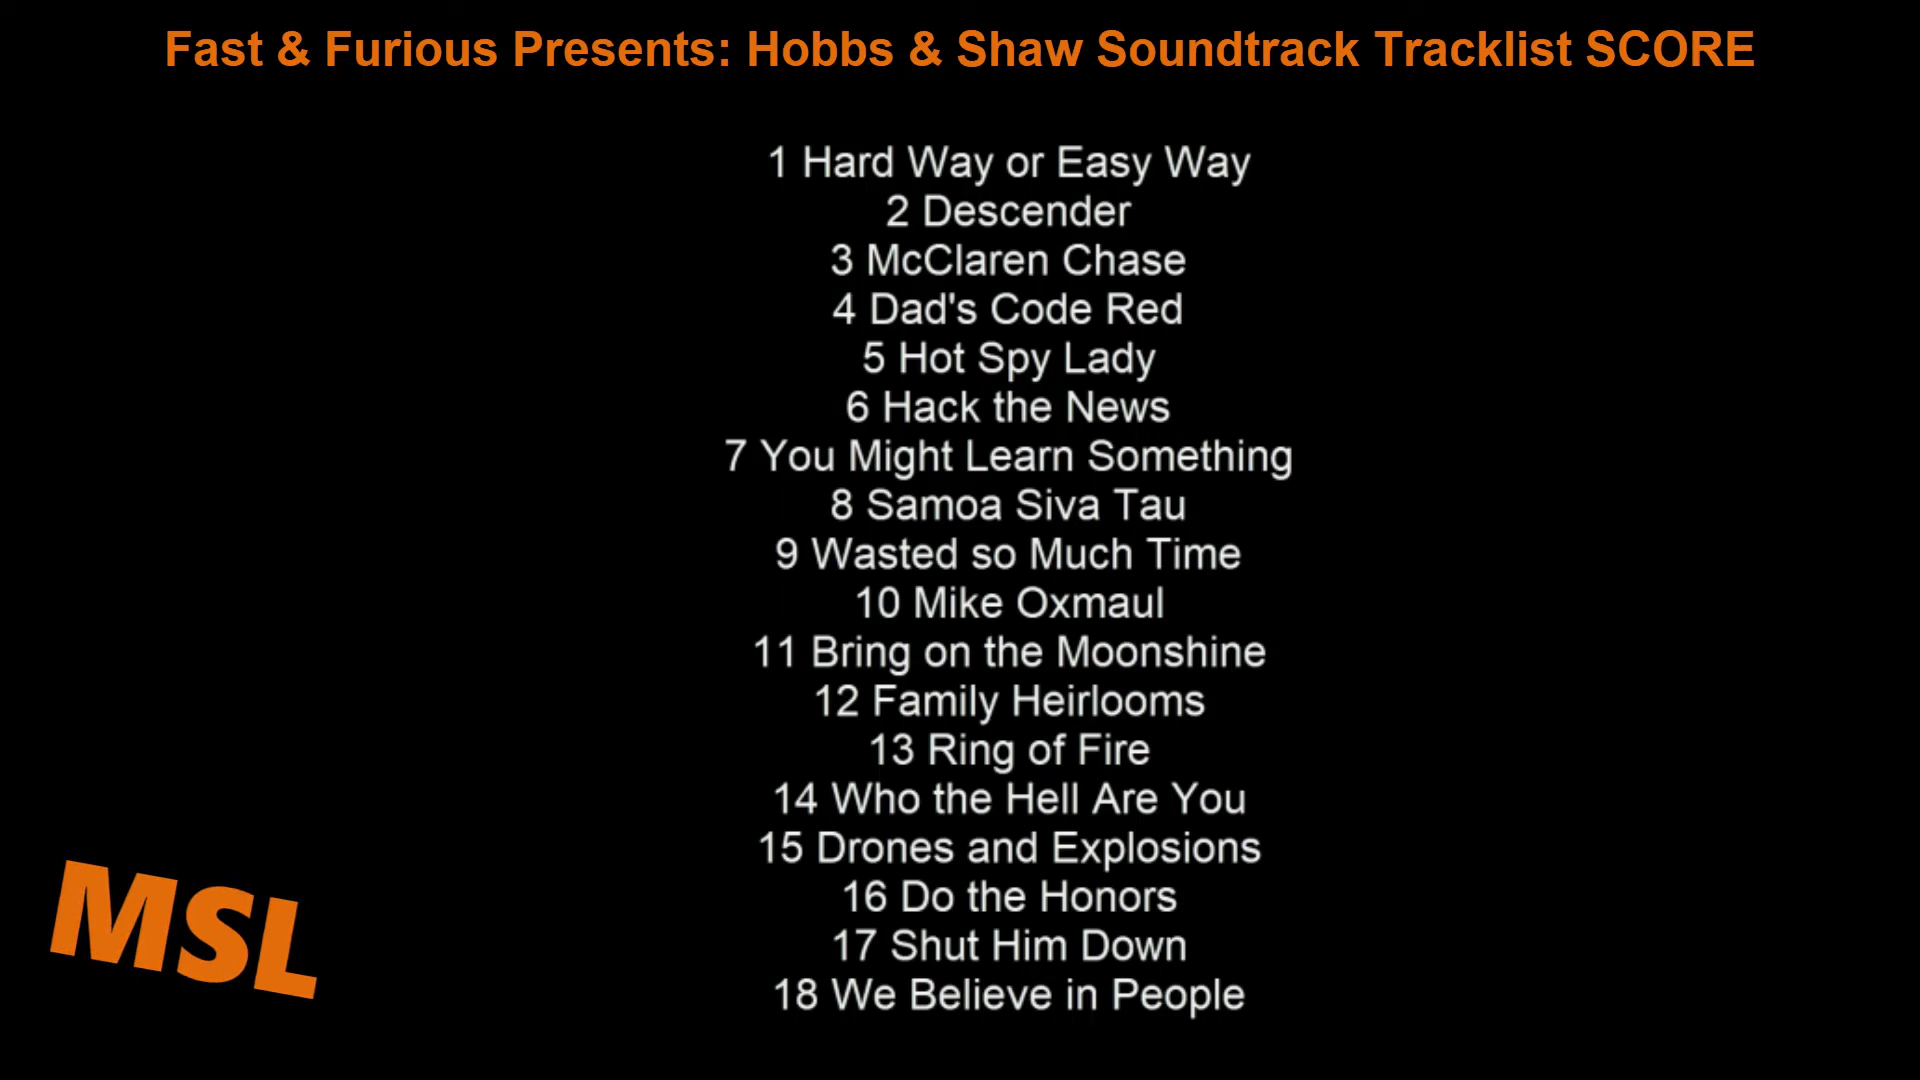 Fast & Furious Presents: Hobbs & Shaw Soundtrack Tracklist SCORE
1 Hard Way or Easy Way
2 Descender
3 McClaren Chase
4 Dad's Code Red
5 Hot Spy Lady
6 Hack the News
7 You Might Learn Something
8 Samoa Siva Tau
9 Wasted so Much Time
10 Mike Oxmaul
11 Bring on the Moonshine
12 Family Heirlooms
13 Ring of Fire
14 Who the Hell Are You
15 Drones and Explosions
16 Do the Honors
17 Shut Him Down
18 We Believe in People
MSL